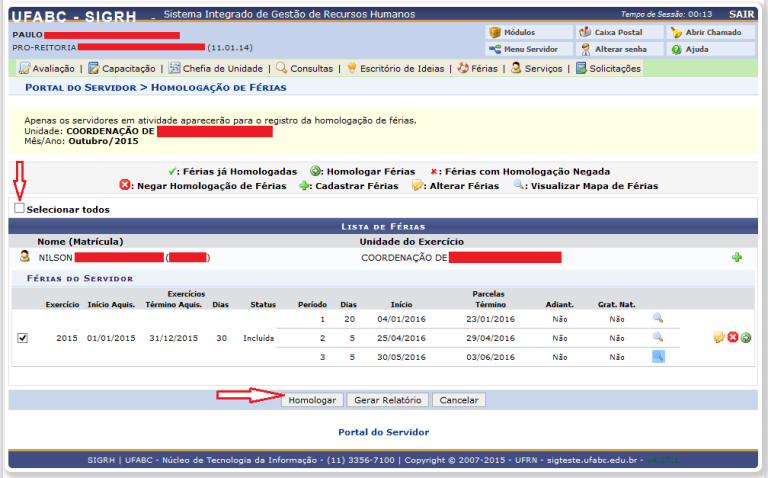 UFABC - SIGRH - Sistema Integrado de Gestão de Recursos Humanos Tempo de Sessão: 00:13 SAIR
PAULO Módulos Caixa Postal Abrir Chamado
PRO-REITORIA (11.01.14) Menu Servidor Alterar senha Ajuda
Avaliação | Capacitação | Chefia de Unidade | Consultas | Escritório de Ideias | Férias | Serviços | Solicitações
Portal do Servidor > Homologação de Férias
Apenas os servidores em atividade aparecerão para o registro da homologação de férias.
Unidade: COORDENAÇÃO DE
Mês/Ano: Outubro/2015
: Férias já Homologadas : Homologar Férias : Férias com Homologação Negada
: Negar Homologação de Férias : Cadastrar Férias : Alterar Férias : Visualizar Mapa de Férias
Selecionar todos
Lista de Férias
Nome (Matrícula) Unidade do Exercício
NILSON ( ) COORDENAÇÃO DE
Férias do Servidor
Exercícios Parcelas
Exercício Início Aquis. Término Aquis. Dias Status Período Dias Início Término Adiant. Grat. Nat.
1 20 04/01/2016 23/01/2016 Não Não
2015 01/01/2015 31/12/2015 30 Incluída 2 5 25/04/2016 29/04/2016 Não Não
3 5 30/05/2016 03/06/2016 Não Não
Homologar Gerar Relatório Cancelar
Portal do Servidor
SIGRH | UFABC - Núcleo de Tecnologia da Informação - (11) 3356-7100 | Copyright © 2007-2015 - UFRN - sigteste.ufabc.edu.br -